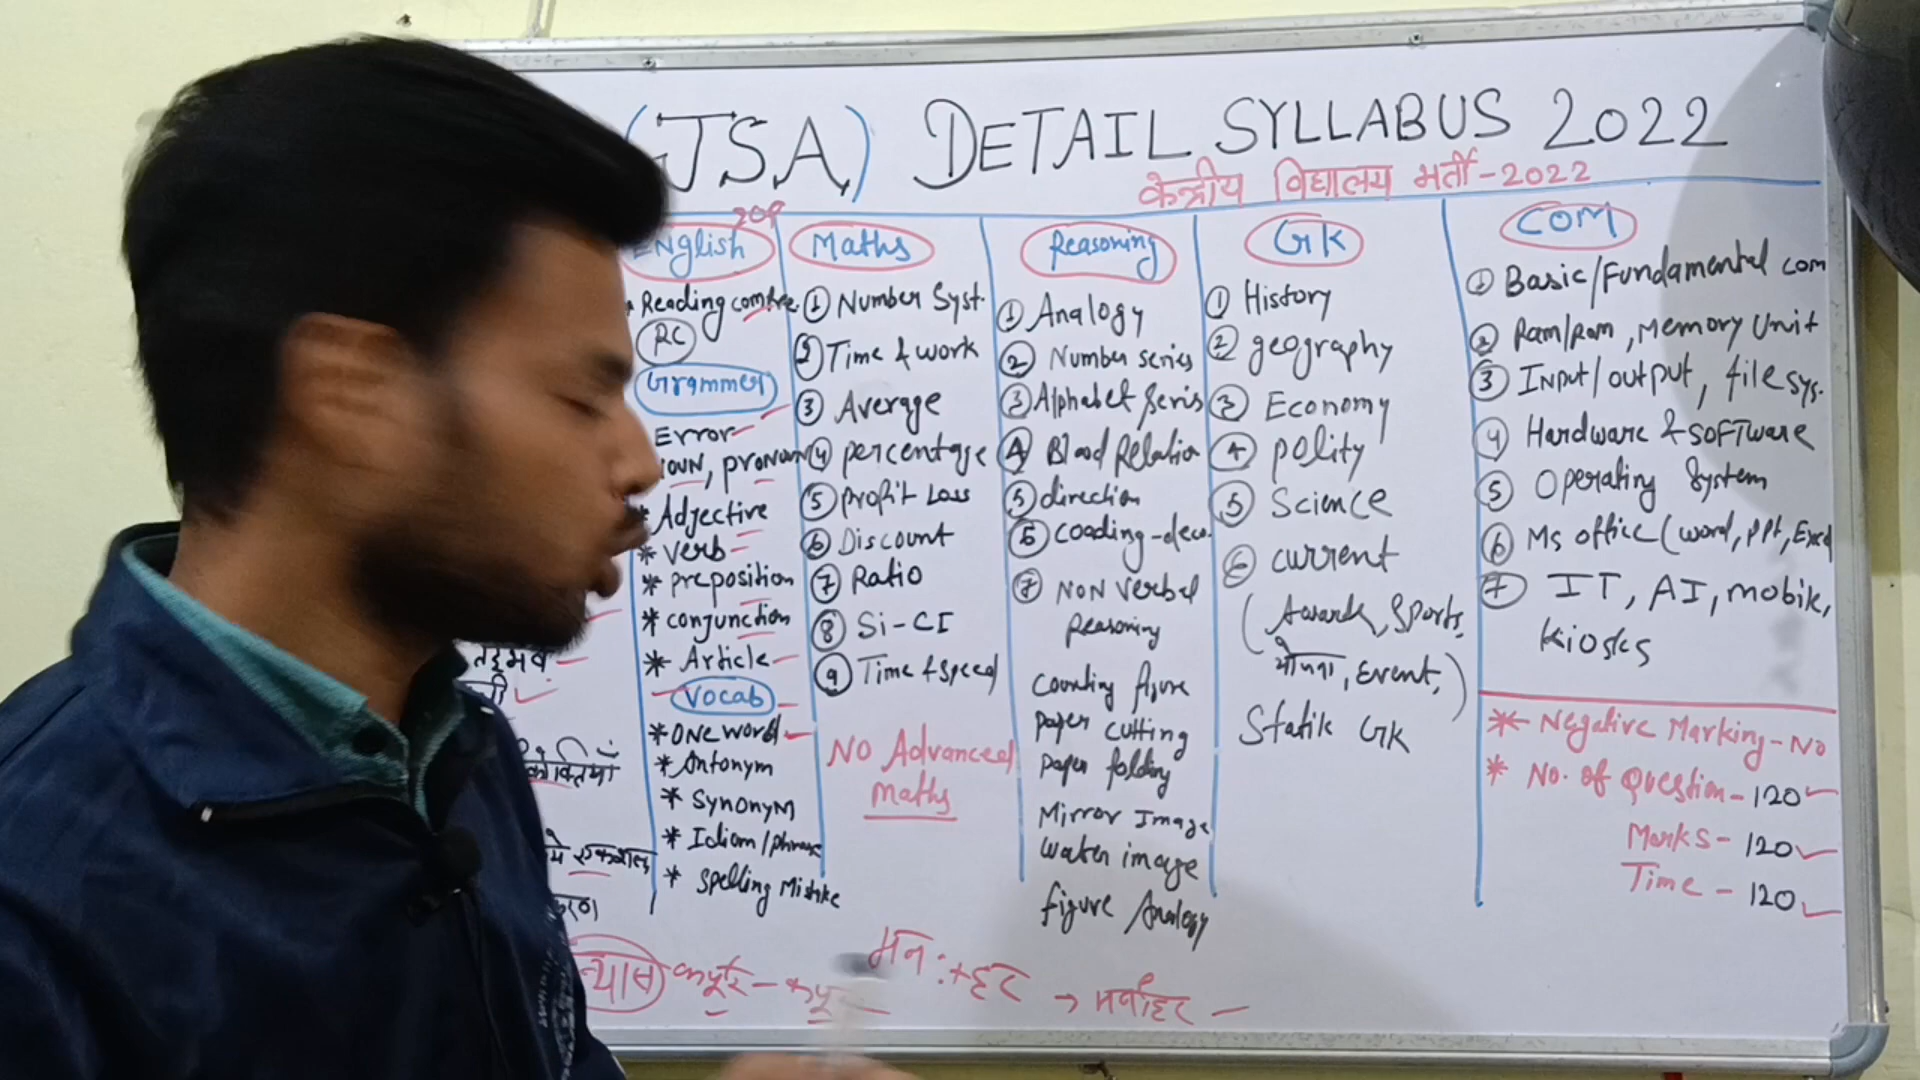 (JSA) DETAIL SYLLABUS 2022
केन्द्रीय विद्यालय भर्ती-2022
English
Reading compre.
RC
Grammer
Error
NOUN, PRONOUN
* Adjective
* Verb
* preposition
* conjunction
* Article
Vocab
* ONE word
* Antonym
* SYNONYM
* Idiom/phrase
* Spelling Mistake
Maths
① Number Syst.
② Time & work
③ Average
④ percentage
⑤ profit Loss
⑥ Discount
⑦ Ratio
⑧ Si-CI
⑨ Time & Speed
NO Advanced
Maths
Reasoning
① Analogy
② Number series
③ Alphabet Seris
④ Blood Relation
⑤ direction
⑥ Coading-deco.
⑦ NON Verbal
Reasoning
Counting figure
paper cutting
paper folding
Mirror Image
water image
figure Analogy
GK
① History
② geography
③ Economy
④ polity
⑤ Science
⑥ current
(Awards, Sports,
योजना, Event,)
Statik GK
COM
① Basic/Fundamental com
② Ram/Rom, Memory Unit
③ INput/output, file sys.
④ Hardware & SOFTware
⑤ Operating System
⑥ Ms office (word, ppt, Excel
⑦ IT, AI, mobile,
Kiosks
* Negative Marking-No
* No. of Question-120
Marks-120
Time-120
तद्भव
मन:+हर → मनोहर